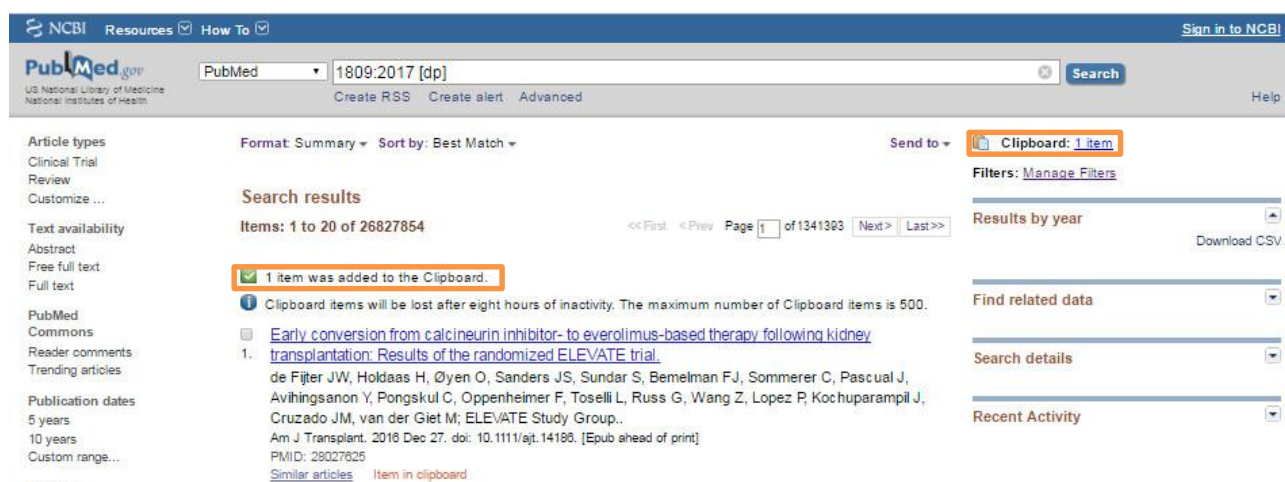 NCBI Resources How To Sign in to NCBI
PubMed.gov
US National Library of Medicine
National Institutes of Health
PubMed 1809:2017 [dp] Search
Create RSS Create alert Advanced Help
Article types
Clinical Trial
Review
Customize ...
Text availability
Abstract
Free full text
Full text
PubMed
Commons
Reader comments
Trending articles
Publication dates
5 years
10 years
Custom range...
Format: Summary Sort by: Best Match Send to
Search results
Items: 1 to 20 of 26827854 << First < Prev Page 1 of 1341393 Next > Last >>
1 item was added to the Clipboard.
Clipboard items will be lost after eight hours of inactivity. The maximum number of Clipboard items is 500.
Early conversion from calcineurin inhibitor- to everolimus-based therapy following kidney
1. transplantation: Results of the randomized ELEVATE trial.
de Fijter JW, Holdaas H, Øyen O, Sanders JS, Sundar S, Bemelman FJ, Sommerer C, Pascual J,
Avihingsanon Y, Pongskul C, Oppenheimer F, Toselli L, Russ G, Wang Z, Lopez P, Kochuparampil J,
Cruzado JM, van der Giet M; ELEVATE Study Group..
Am J Transplant. 2016 Dec 27. doi: 10.1111/ajt.14186. [Epub ahead of print]
PMID: 28027625
Similar articles Item in clipboard
Clipboard: 1 item
Filters: Manage Filters
Results by year
Download CSV
Find related data
Search details
Recent Activity